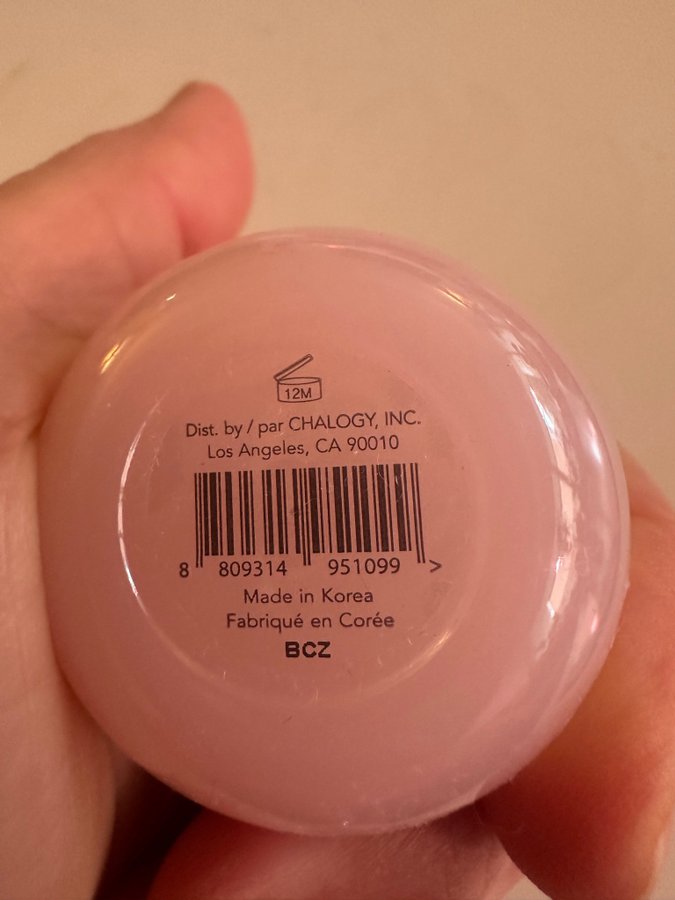 12M
Dist. by / par CHALOGY, INC.
Los Angeles, CA 90010
8 809314 951099 >
Made in Korea
Fabriqué en Corée
BCZ